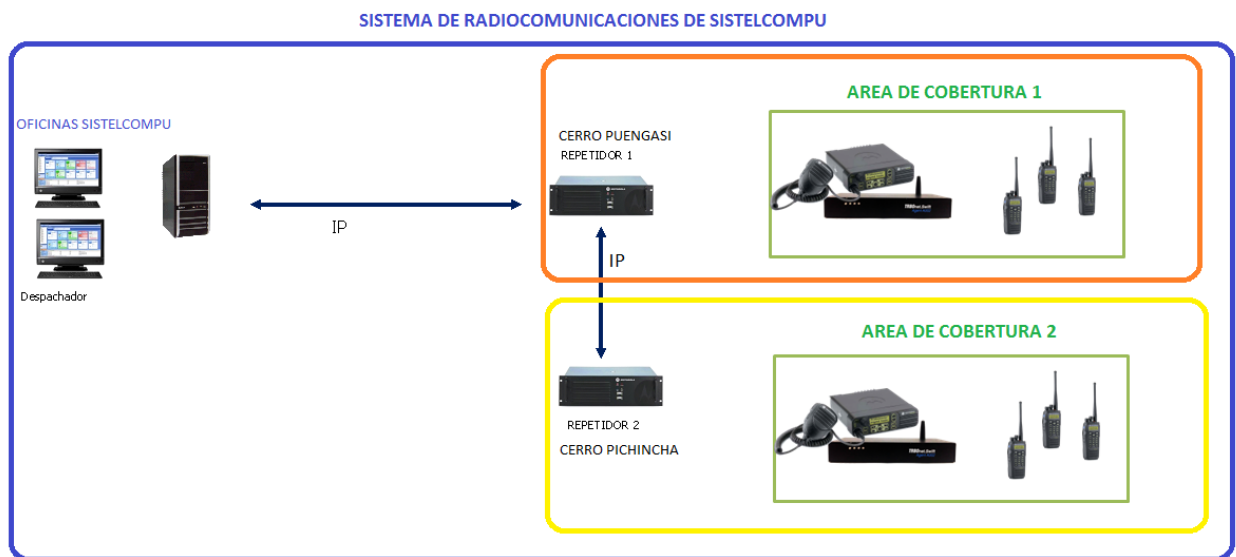 SISTEMA DE RADIOCOMUNICACIONES DE SISTELCOMPU
OFICINAS SISTELCOMPU
Despachador
IP
AREA DE COBERTURA 1
CERRO PUENGASI
REPETIDOR 1
IP
AREA DE COBERTURA 2
REPETIDOR 2
CERRO PICHINCHA